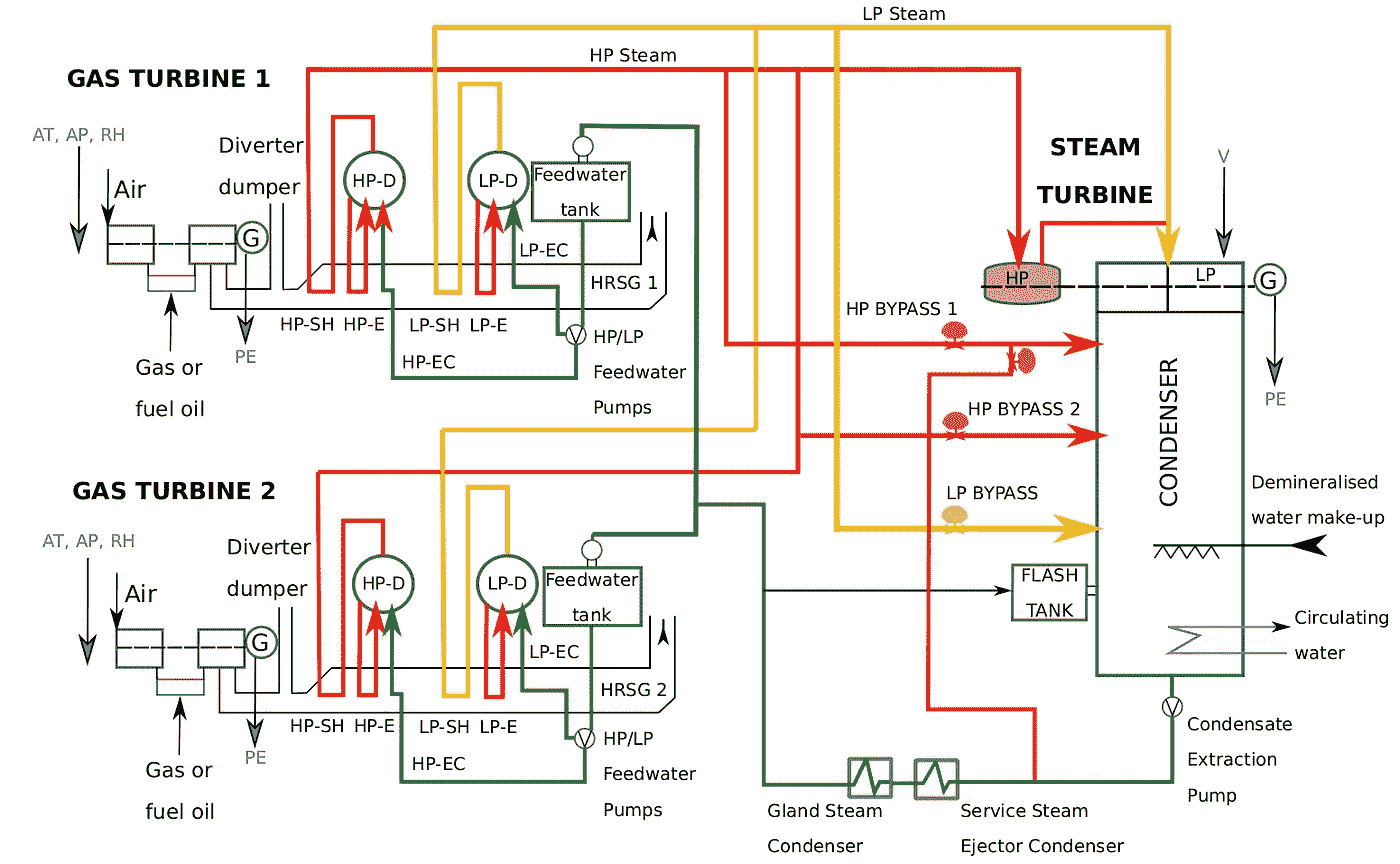 LP Steam
HP Steam
GAS TURBINE 1
AT, AP, RH
Air
Diverter
dumper
HP-D
LP-D
Feedwater
tank
G
LP-EC
HRSG 1
PE
Gas or
fuel oil
HP-SH
HP-E
LP-SH
LP-E
HP-EC
V
HP/LP
Feedwater
Pumps
STEAM
TURBINE
V
HP
LP
G
PE
HP BYPASS 1
HP BYPASS 2
LP BYPASS
CONDENSER
Demineralised
water make-up
FLASH
TANK
Circulating
water
GAS TURBINE 2
AT, AP, RH
Air
Diverter
dumper
HP-D
LP-D
Feedwater
tank
G
LP-EC
HRSG 2
PE
Gas or
fuel oil
HP-SH
HP-E
LP-SH
LP-E
HP-EC
V
HP/LP
Feedwater
Pumps
V
Condensate
Extraction
Pump
Gland Steam
Condenser
Service Steam
Ejector Condenser